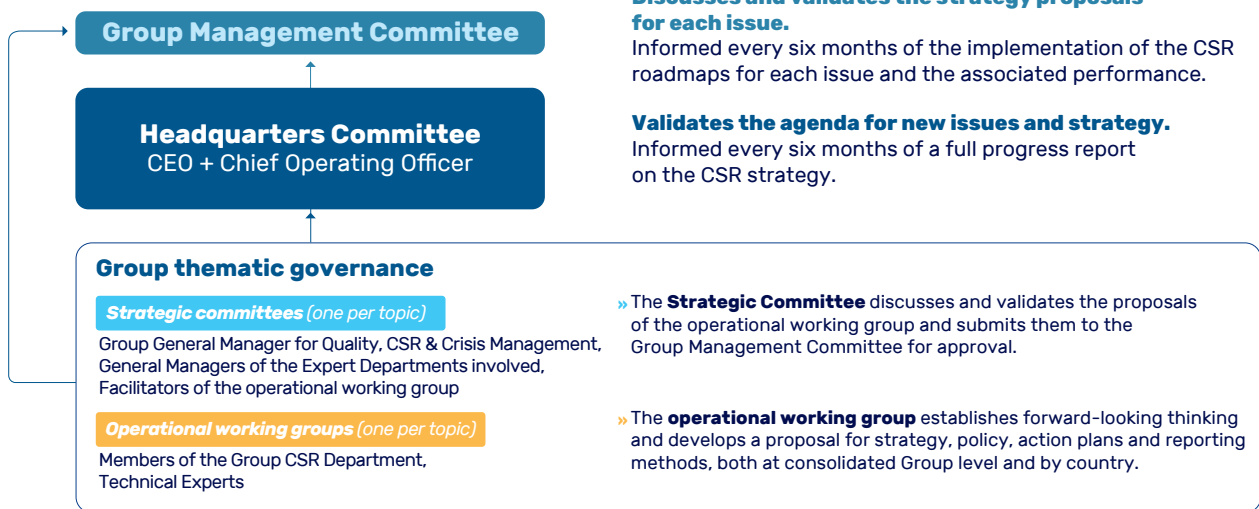 Discusses and validates the strategy proposals
for each issue.
Group Management Committee
Informed every six months of the implementation of the CSR
roadmaps for each issue and the associated performance.
Headquarters Committee
CEO + Chief Operating Officer
Validates the agenda for new issues and strategy.
Informed every six months of a full progress report
on the CSR strategy.
Group thematic governance
Strategic committees (one per topic)
Group General Manager for Quality, CSR & Crisis Management,
General Managers of the Expert Departments involved,
Facilitators of the operational working group
» The Strategic Committee discusses and validates the proposals
of the operational working group and submits them to the
Group Management Committee for approval.
Operational working groups (one per topic)
Members of the Group CSR Department,
Technical Experts
» The operational working group establishes forward-looking thinking
and develops a proposal for strategy, policy, action plans and reporting
methods, both at consolidated Group level and by country.